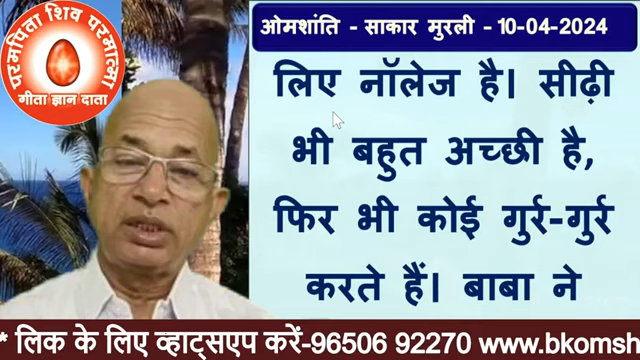 परमपिता शिव परमात्मा
गीता ज्ञान दाता
ओमशांति - साकार मुरली - 10-04-2024
लिए नॉलेज है। सीढ़ी
भी बहुत अच्छी है,
फिर भी कोई गुर्र-गुर्र
करते हैं। बाबा ने
* लिक के लिए व्हाट्सएप करें-96506 92270 www.bkomsh